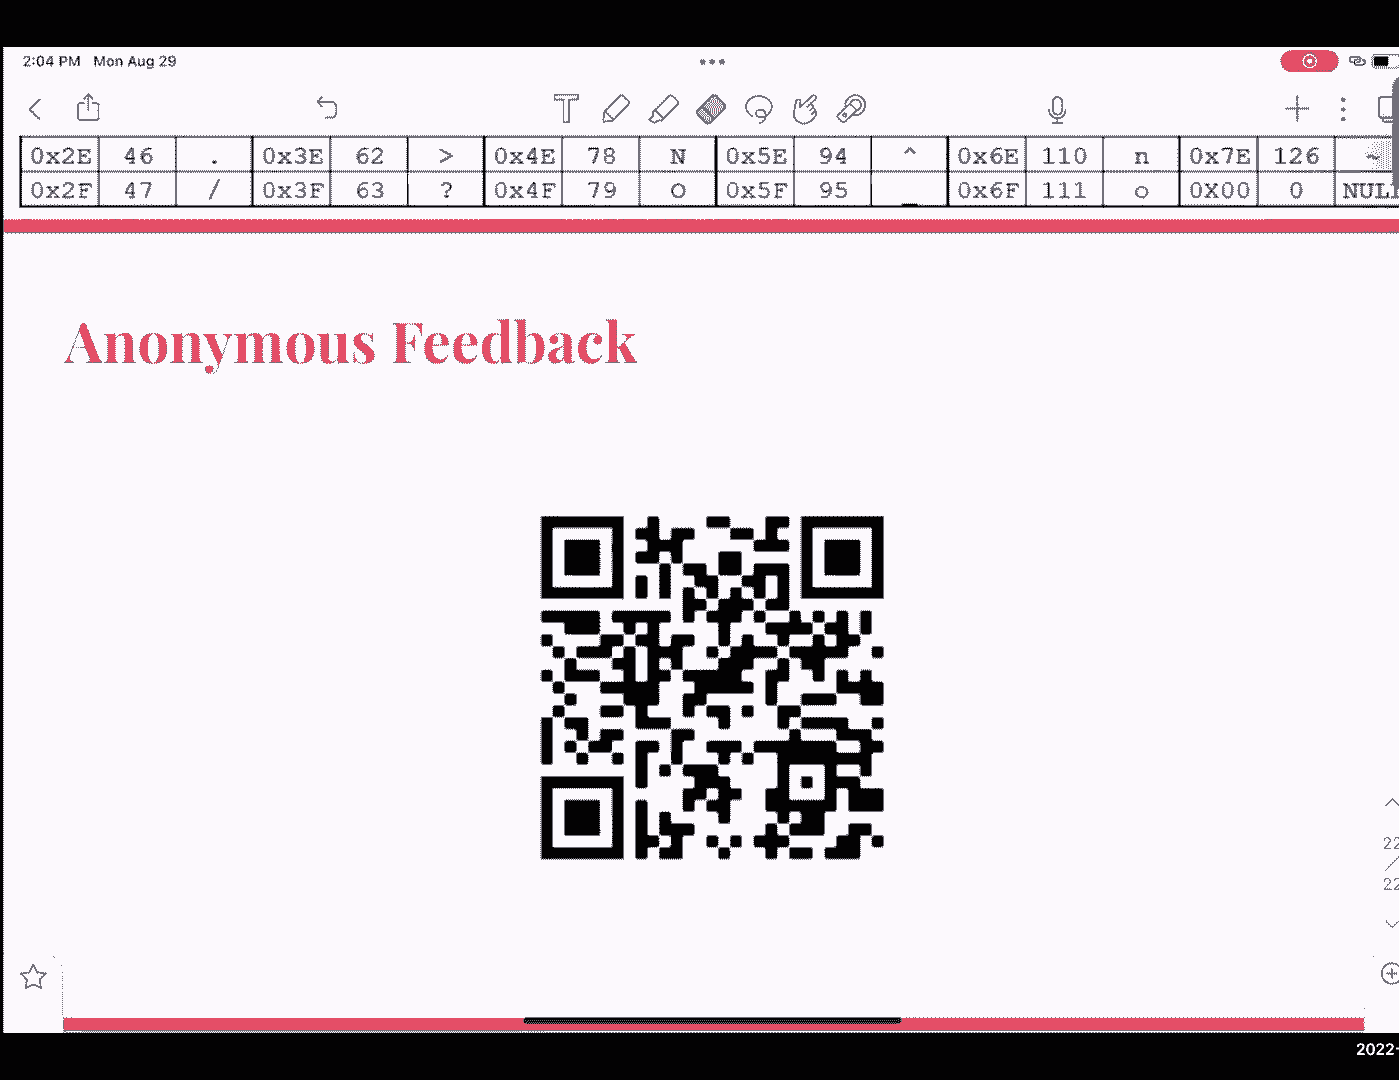 2:04 PM Mon Aug 29
0x2E 46 . 0x3E 62 > 0x4E 78 N 0x5E 94 ^ 0x6E 110 n 0x7E 126 ~
0x2F 47 / 0x3F 63 ? 0x4F 79 O 0x5F 95 _ 0x6F 111 o 0X00 0 NUL
Anonymous Feedback
22
/
22
2022-